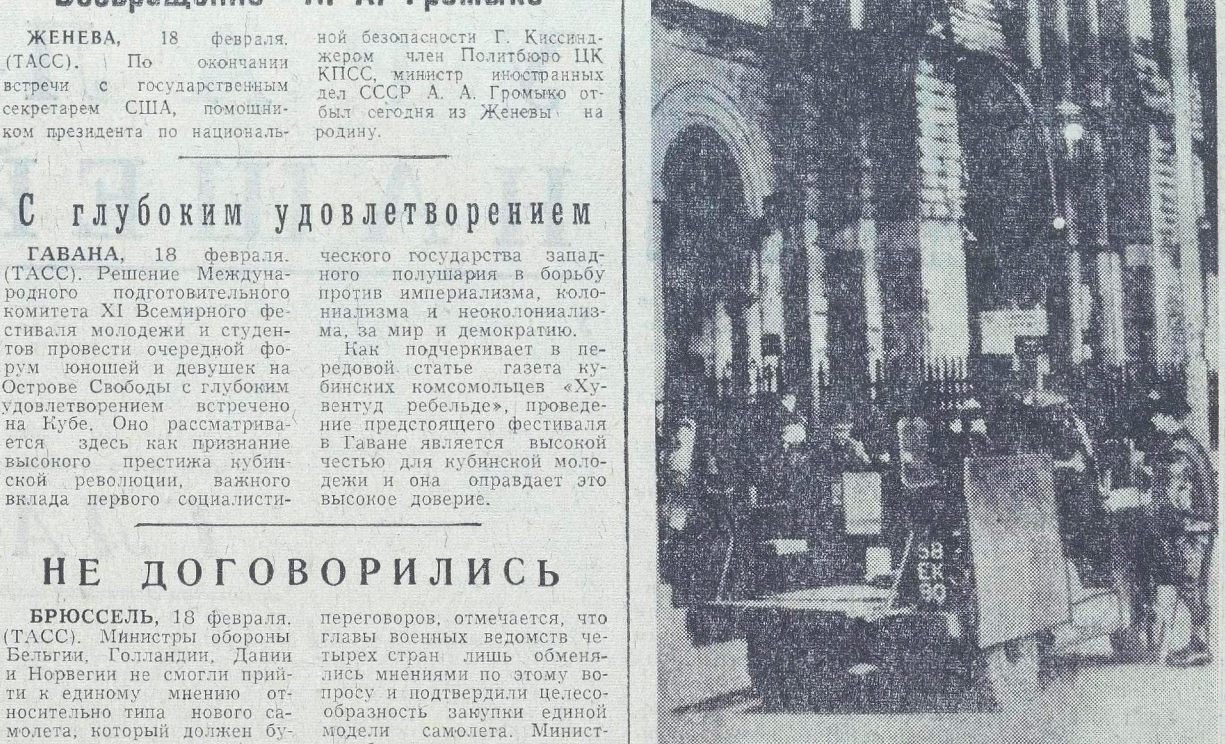 Возвращение А. А. Громыко
ЖЕНЕВА, 18 февраля.
(ТАСС). По окончании
встречи с государственным
секретарем США, помощни-
ком президента по националь-
ной безопасности Г. Киссинд-
жером член Политбюро ЦК
КПСС, министр иностранных
дел СССР А. А. Громыко от-
был сегодня из Женевы на
родину.
С глубоким удовлетворением
ГАВАНА, 18 февраля.
(ТАСС). Решение Междуна-
родного подготовительного
комитета XI Всемирного фе-
стиваля молодежи и студен-
тов провести очередной фо-
рум юношей и девушек на
Острове Свободы с глубоким
удовлетворением встречено
на Кубе. Оно рассматрива-
ется здесь как признание
высокого престижа кубин-
ской революции, важного
вклада первого социалисти-
ческого государства запад-
ного полушария в борьбу
против империализма, коло-
ниализма и неоколониализ-
ма, за мир и демократию.
Как подчеркивает в пе-
редовой статье газета ку-
бинских комсомольцев «Ху-
вентуд ребельде», проведе-
ние предстоящего фестиваля
в Гаване является высокой
честью для кубинской моло-
дежи и она оправдает это
высокое доверие.
НЕ ДОГОВОРИЛИСЬ
БРЮССЕЛЬ, 18 февраля.
(ТАСС). Министры обороны
Бельгии, Голландии, Дании
и Норвегии не смогли прий-
ти к единому мнению от-
носительно типа нового са-
молета, который должен бу-
переговоров, отмечается, что
главы военных ведомств че-
тырех стран лишь обменя-
лись мнениями по этому во-
просу и подтвердили целесо-
образность закупки единой
модели самолета. Минист-